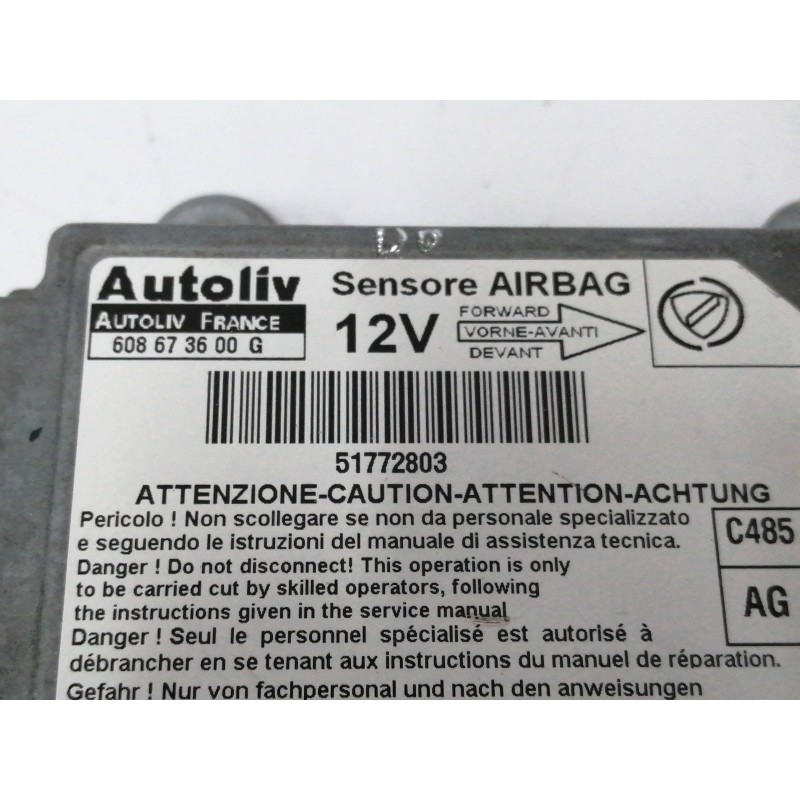 Autoliv
AUTOLIV FRANCE
608 67 36 00 G
Sensore AIRBAG
12V
FORWARD
VORNE-AVANTI
DEVANT
51772803
ATTENZIONE-CAUTION-ATTENTION-ACHTUNG
Pericolo ! Non scollegare se non da personale specializzato
e seguendo le istruzioni del manuale di assistenza tecnica.
Danger ! Do not disconnect! This operation is only
to be carried cut by skilled operators, following
the instructions given in the service manual
Danger ! Seul le personnel spécialisé est autorisé à
débrancher en se tenant aux instructions du manuel de réparation.
Gefahr ! Nur von fachpersonal und nach den anweisungen
C485
AG